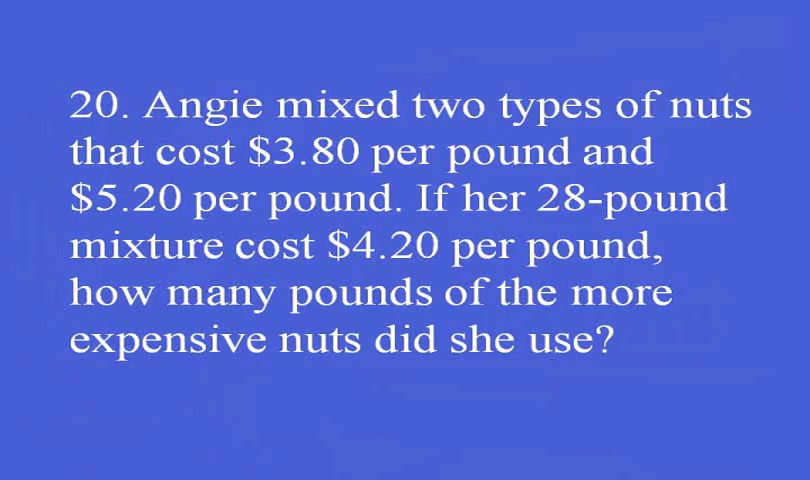 20. Angie mixed two types of nuts
that cost $3.80 per pound and
$5.20 per pound. If her 28-pound
mixture cost $4.20 per pound,
how many pounds of the more
expensive nuts did she use?